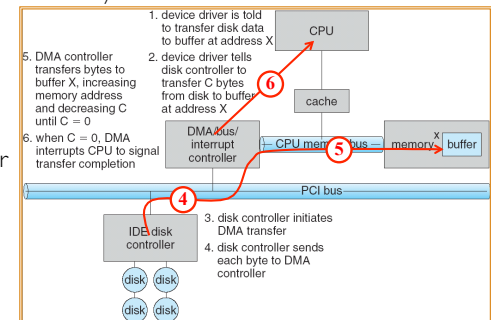 1. device driver is told
to transfer disk data
to buffer at address X
2. device driver tells
disk controller to
transfer C bytes
from disk to buffer
at address X
5. DMA controller
transfers bytes to
buffer X, increasing
memory address
and decreasing C
until C = 0
6. when C = 0, DMA
interrupts CPU to signal
transfer completion
r
CPU
6
cache
DMA/bus/
interrupt
controller
CPU memory bus
5
memory
x
buffer
PCI bus
4
IDE disk
controller
3. disk controller initiates
DMA transfer
4. disk controller sends
each byte to DMA
controller
disk
disk
disk
disk